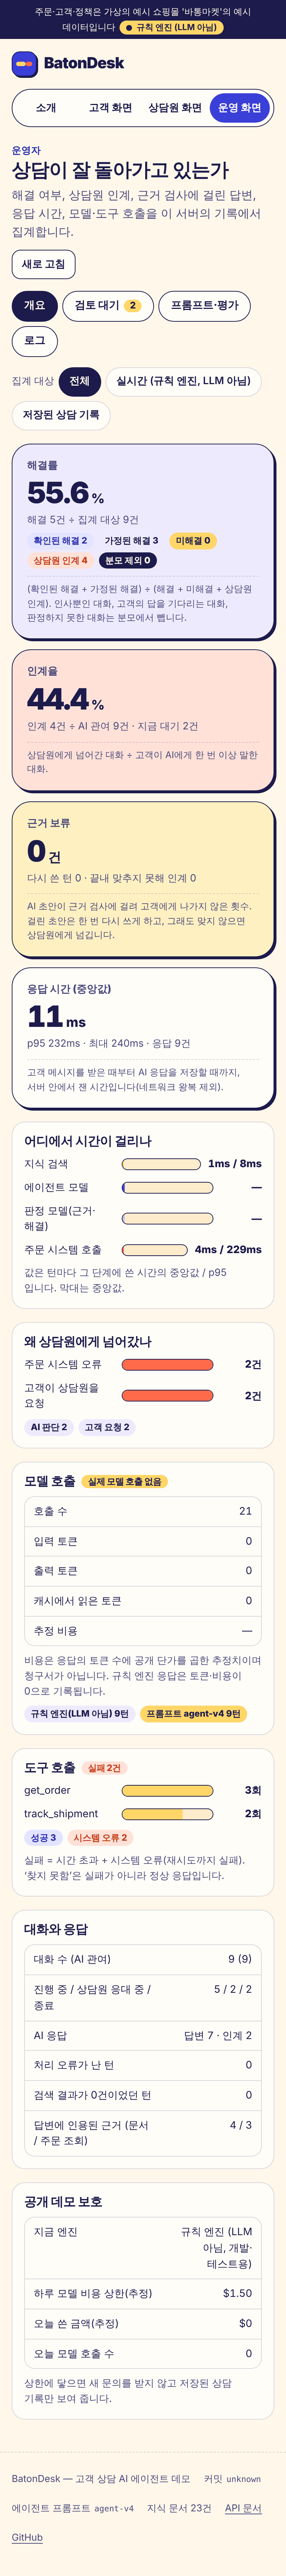 주문·고객·정책은 가상의 예시 쇼핑몰 '바통마켓'의 예시
데이터입니다 ● 규칙 엔진 (LLM 아님)
BatonDesk
소개 고객 화면 상담원 화면 운영 화면
운영자
상담이 잘 돌아가고 있는가
해결 여부, 상담원 인계, 근거 검사에 걸린 답변,
응답 시간, 모델·도구 호출을 이 서버의 기록에서
집계합니다.
새로 고침
개요 검토 대기 2 프롬프트·평가
로그
집계 대상 전체 실시간 (규칙 엔진, LLM 아님)
저장된 상담 기록
해결률
55.6 %
해결 5건 ÷ 집계 대상 9건
확인된 해결 2 가정된 해결 3 미해결 0
상담원 인계 4 분모 제외 0
(확인된 해결 + 가정된 해결) ÷ (해결 + 미해결 + 상담원
인계). 인사뿐인 대화, 고객의 답을 기다리는 대화,
판정하지 못한 대화는 분모에서 뺍니다.
인계율
44.4 %
인계 4건 ÷ AI 관여 9건 · 지금 대기 2건
상담원에게 넘어간 대화 ÷ 고객이 AI에게 한 번 이상 말한
대화.
근거 보류
0 건
다시 쓴 턴 0 · 끝내 맞추지 못해 인계 0
AI 초안이 근거 검사에 걸려 고객에게 나가지 않은 횟수.
걸린 초안은 한 번 다시 쓰게 하고, 그래도 맞지 않으면
상담원에게 넘깁니다.
응답 시간 (중앙값)
11 ms
p95 232ms · 최대 240ms · 응답 9건
고객 메시지를 받은 때부터 AI 응답을 저장할 때까지,
서버 안에서 잰 시간입니다(네트워크 왕복 제외).
어디에서 시간이 걸리나
지식 검색 1ms / 8ms
에이전트 모델 —
판정 모델(근거·
해결) —
주문 시스템 호출 4ms / 229ms
값은 턴마다 그 단계에 쓴 시간의 중앙값 / p95
입니다. 막대는 중앙값.
왜 상담원에게 넘어갔나
주문 시스템 오류 2건
고객이 상담원을
요청 2건
AI 판단 2 고객 요청 2
모델 호출 실제 모델 호출 없음
호출 수 21
입력 토큰 0
출력 토큰 0
캐시에서 읽은 토큰 0
추정 비용 —
비용은 응답의 토큰 수에 공개 단가를 곱한 추정치이며
청구서가 아닙니다. 규칙 엔진 응답은 토큰·비용이
0으로 기록됩니다.
규칙 엔진(LLM 아님) 9턴 프롬프트 agent-v4 9턴
도구 호출 실패 2건
get_order 3회
track_shipment 2회
성공 3 시스템 오류 2
실패 = 시간 초과 + 시스템 오류(재시도까지 실패).
'찾지 못함'은 실패가 아니라 정상 응답입니다.
대화와 응답
대화 수 (AI 관여) 9 (9)
진행 중 / 상담원 응대 중 /
종료 5 / 2 / 2
AI 응답 답변 7 · 인계 2
처리 오류가 난 턴 0
검색 결과가 0건이었던 턴 0
답변에 인용된 근거 (문서
/ 주문 조회) 4 / 3
공개 데모 보호
지금 엔진 규칙 엔진 (LLM
아님, 개발·
테스트용)
하루 모델 비용 상한(추정) $1.50
오늘 쓴 금액(추정) $0
오늘 모델 호출 수 0
상한에 닿으면 새 문의를 받지 않고 저장된 상담
기록만 보여 줍니다.
BatonDesk — 고객 상담 AI 에이전트 데모 커밋 unknown
에이전트 프롬프트 agent-v4 지식 문서 23건 API 문서
GitHub